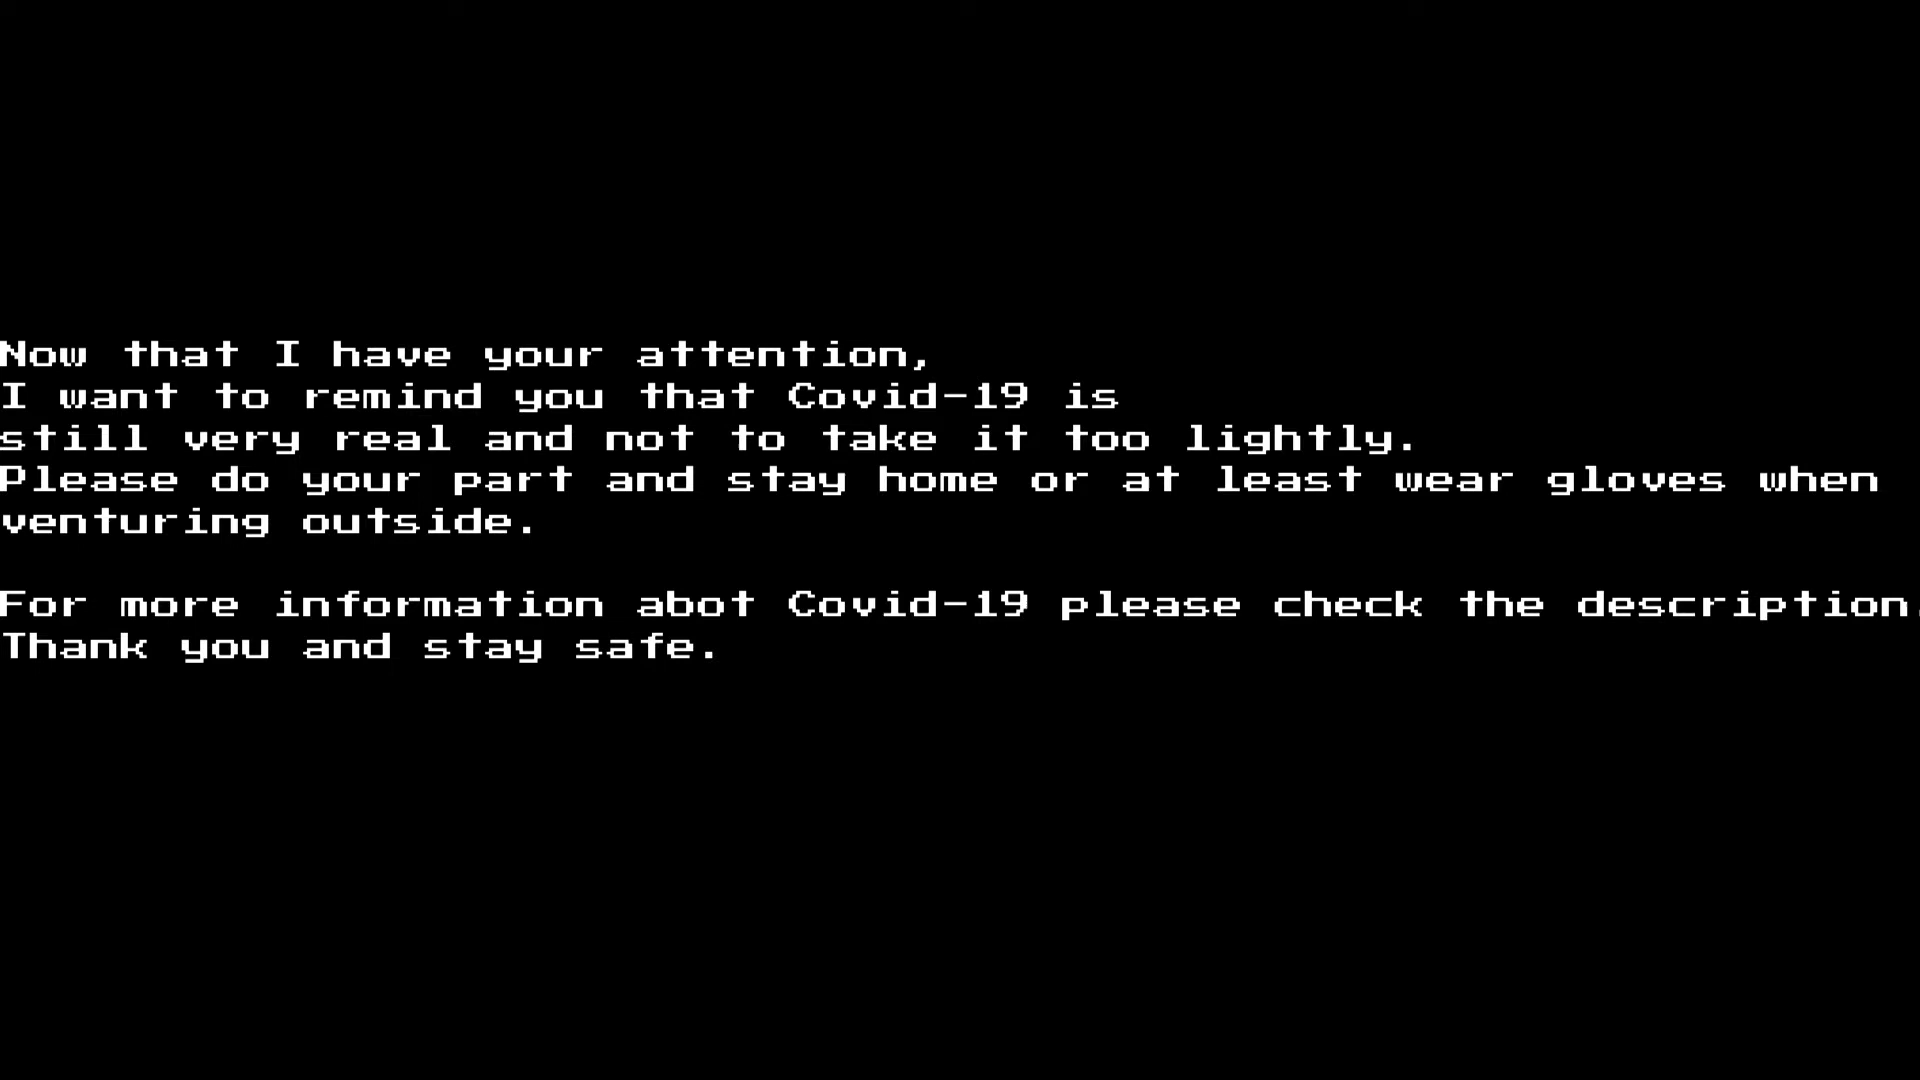 Now that I have your attention,
I want to remind you that Covid-19 is
still very real and not to take it too lightly.
Please do your part and stay home or at least wear gloves when
venturing outside.
For more information abot Covid-19 please check the description.
Thank you and stay safe.